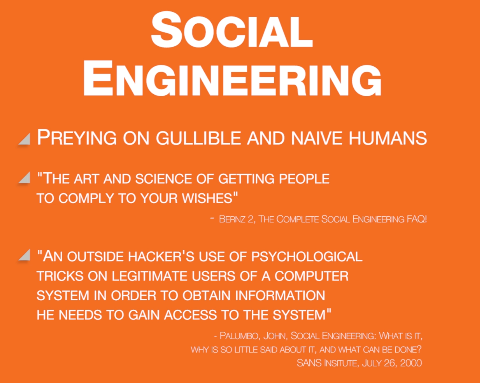 SOCIAL
ENGINEERING
PREYING ON GULLIBLE AND NAIVE HUMANS
"THE ART AND SCIENCE OF GETTING PEOPLE
TO COMPLY TO YOUR WISHES"
- BERNZ 2, THE COMPLETE SOCIAL ENGINEERING FAQ!
"AN OUTSIDE HACKER'S USE OF PSYCHOLOGICAL
TRICKS ON LEGITIMATE USERS OF A COMPUTER
SYSTEM IN ORDER TO OBTAIN INFORMATION
HE NEEDS TO GAIN ACCESS TO THE SYSTEM"
- PALUMBO, JOHN, SOCIAL ENGINEERING: WHAT IS IT,
WHY IS SO LITTLE SAID ABOUT IT, AND WHAT CAN BE DONE?
SANS INSITUTE, JULY 26, 2000